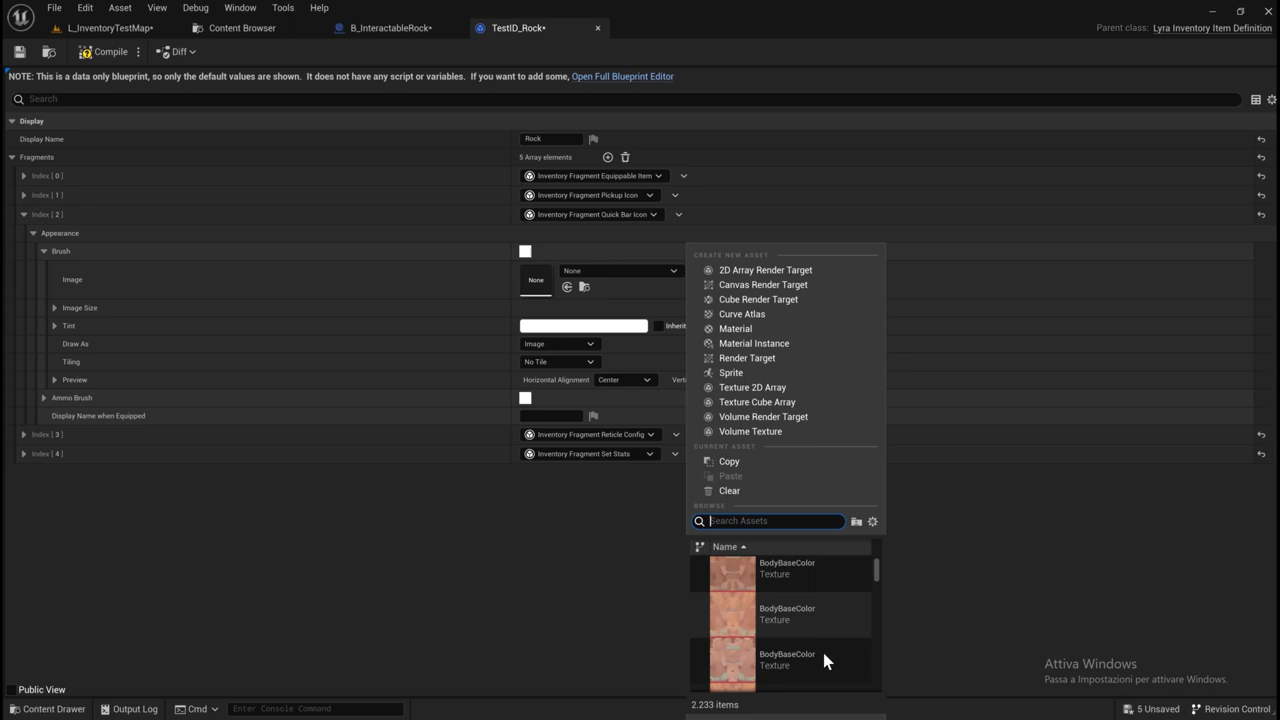 File Edit Asset View Debug Window Tools Help
L_InventoryTestMap* Content Browser B_InteractableRock* TestID_Rock* Parent class: Lyra Inventory Item Definition
Compile Diff
NOTE: This is a data only blueprint, so only the default values are shown. It does not have any script or variables. If you want to add some, Open Full Blueprint Editor
Search
Display
Display Name Rock
Fragments 5 Array elements
Index [ 0 ] Inventory Fragment Equippable Item
Index [ 1 ] Inventory Fragment Pickup Icon
Index [ 2 ] Inventory Fragment Quick Bar Icon
Appearance
Brush
Image None None
Image Size
Tint Inherit
Draw As Image
Tiling No Tile
Preview Horizontal Alignment Center Verti
Ammo Brush
Display Name when Equipped
Index [ 3 ] Inventory Fragment Reticle Config
Index [ 4 ] Inventory Fragment Set Stats
CREATE NEW ASSET
2D Array Render Target
Canvas Render Target
Cube Render Target
Curve Atlas
Material
Material Instance
Render Target
Sprite
Texture 2D Array
Texture Cube Array
Volume Render Target
Volume Texture
CURRENT ASSET
Copy
Paste
Clear
BROWSE
Search Assets
Name
BodyBaseColor
Texture
BodyBaseColor
Texture
BodyBaseColor
Texture
2.233 items
Attiva Windows
Passa a Impostazioni per attivare Windows.
Public View
Content Drawer Output Log Cmd Enter Console Command 5 Unsaved Revision Control